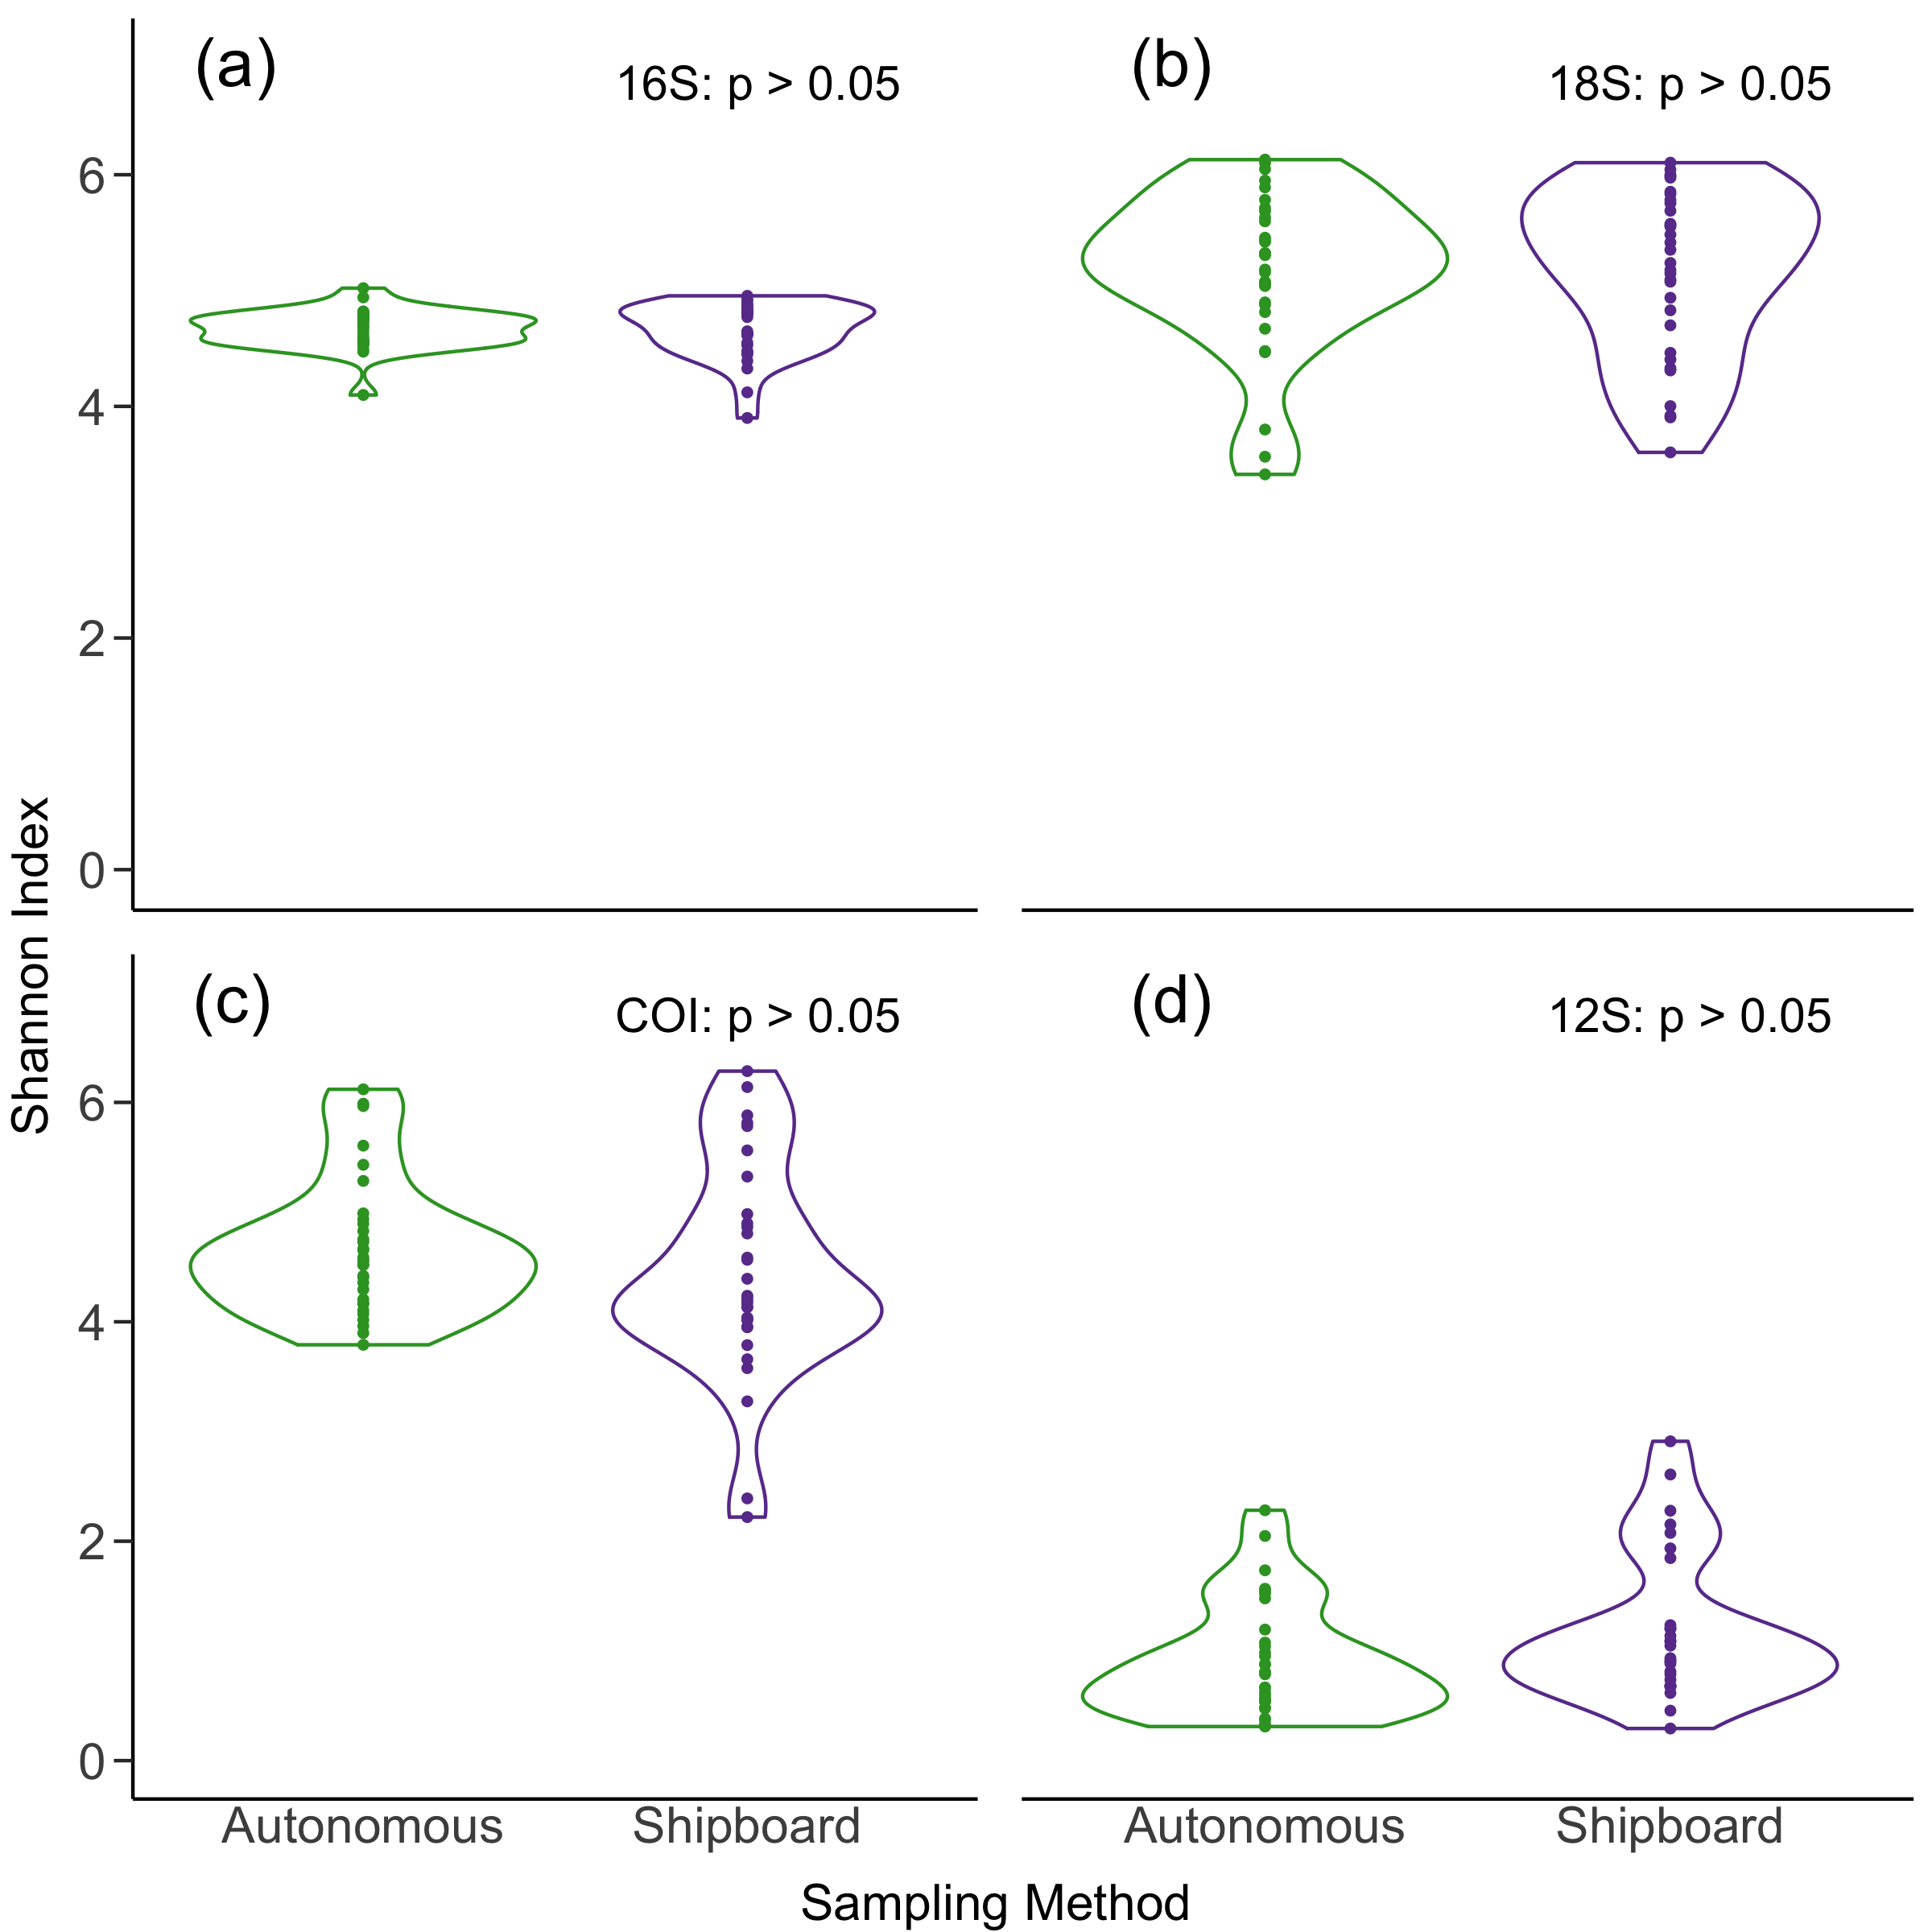 (a)
16S: p > 0.05
(b)
18S: p > 0.05
6
4
2
0
Shannon Index
(c)
COI: p > 0.05
(d)
12S: p > 0.05
6
4
2
0
Autonomous
Shipboard
Autonomous
Shipboard
Sampling Method